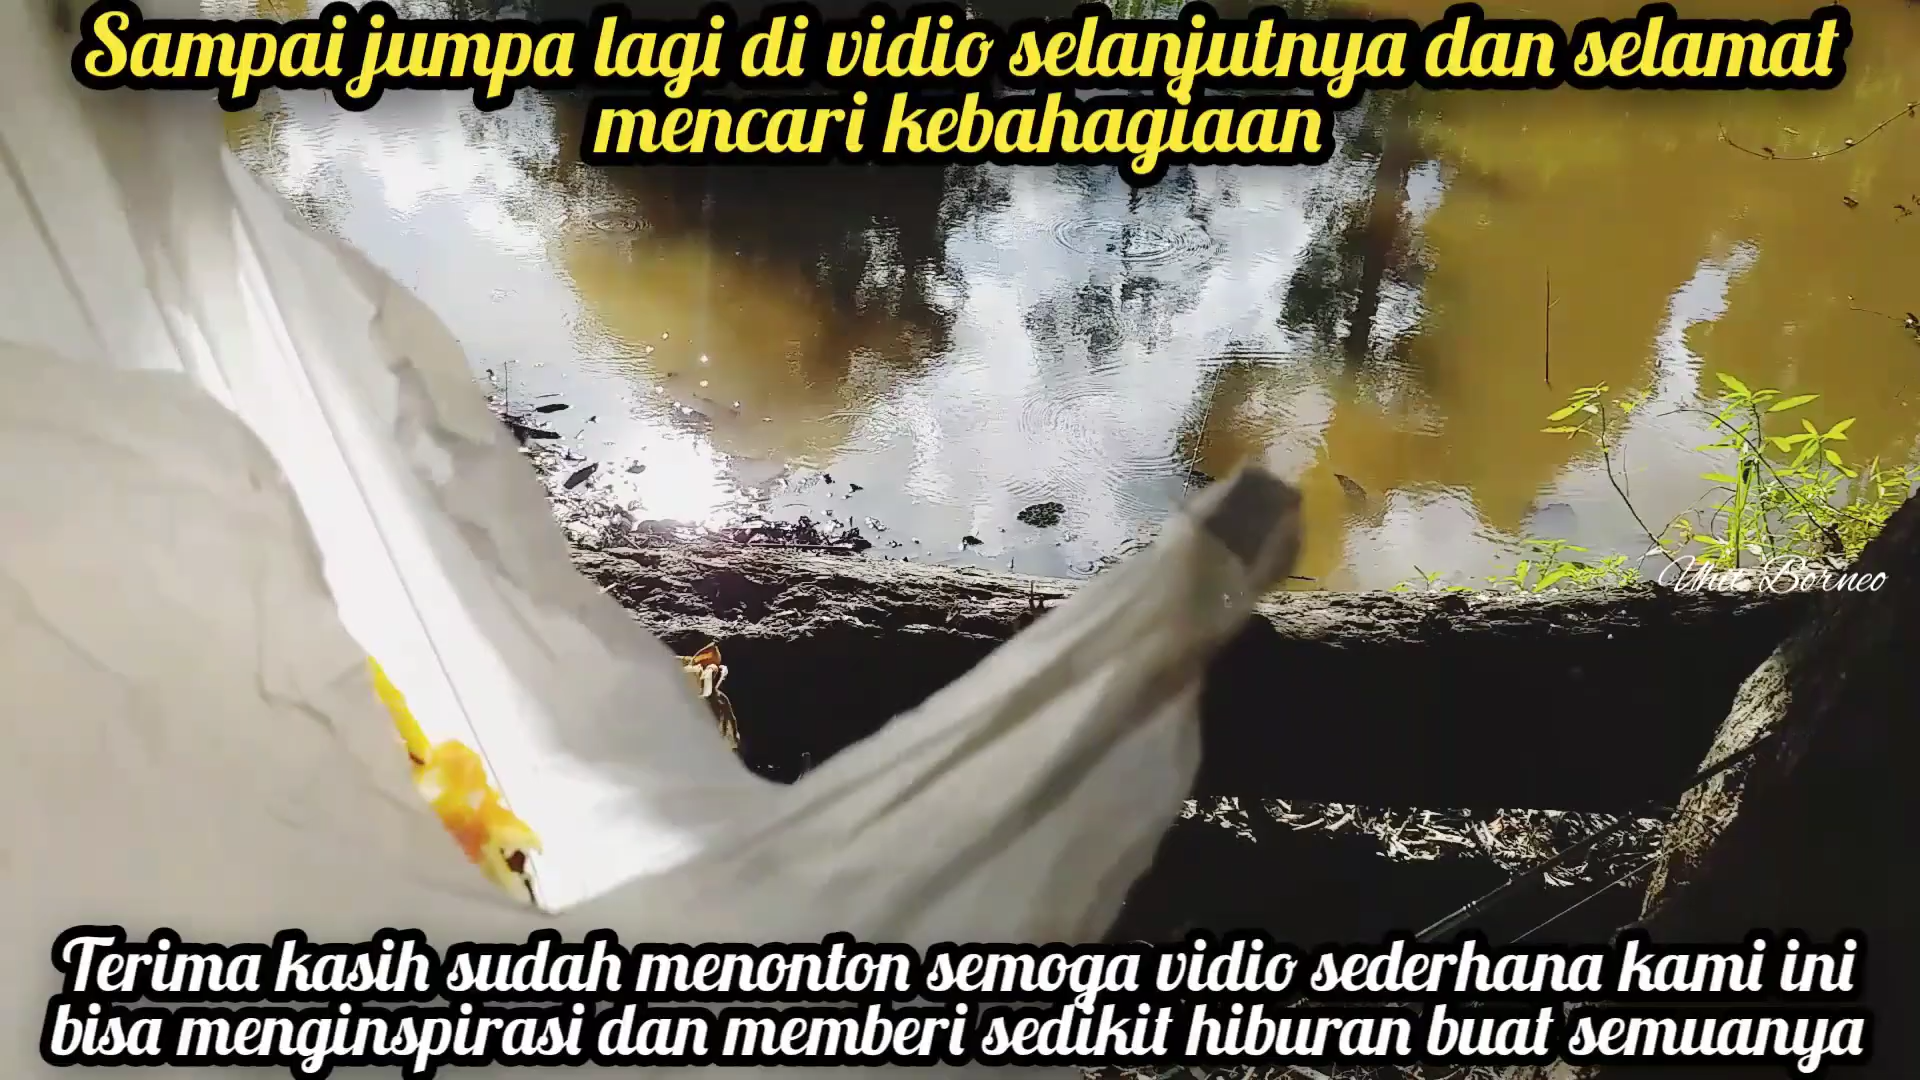 Sampai jumpa lagi di vidio selanjutnya dan selamat
mencari kebahagiaan
Borneo
Terima kasih sudah menonton semoga vidio sederhana kami ini
bisa menginspirasi dan memberi sedikit hiburan buat semuanya